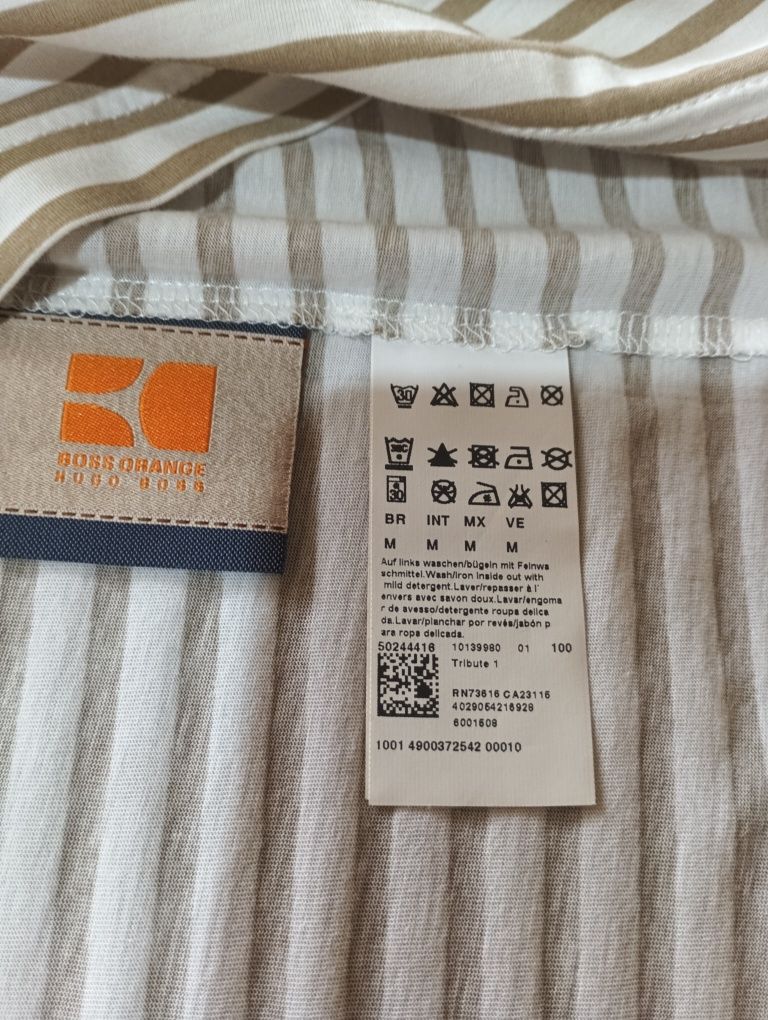 BOSS ORANGE
HUGO BOSS
30
30C
30
BR INT MX VE
M M M M
Auf links waschen/bügeln mit Feinwa
schmittel.Wash/iron inside out with
mild detergent.Laver/repasser à l'
envers avec savon doux.Lavar/engoma
r de avesso/detergente roupa delica
da.Lavar/planchar por revés/jabón p
ara ropa delicada.
50244416 10139980 01 100
Tribute 1
RN73616 CA23116
4029054216928
6001508
1001 4900372542 00010